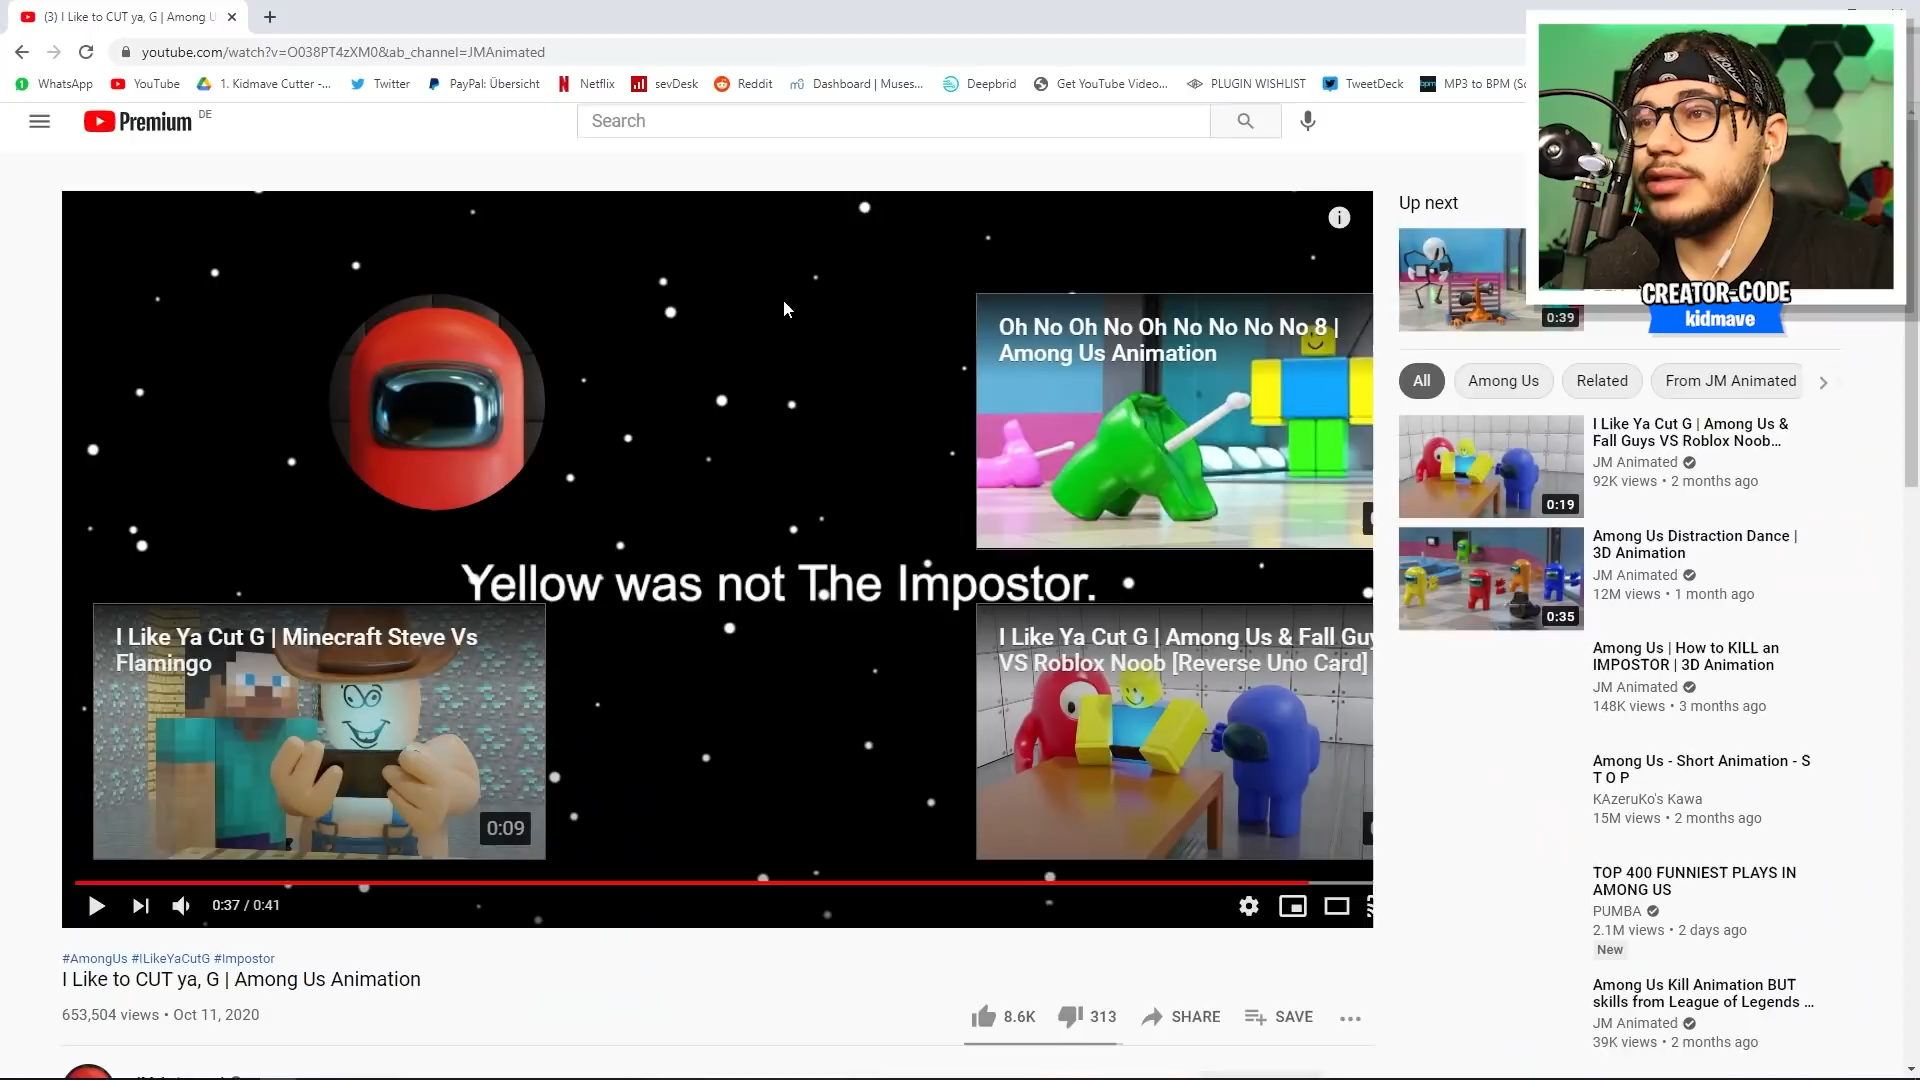 (3) I Like to CUT ya, G | Among U
youtube.com/watch?v=O038PT4zXM0&ab_channel=JMAnimated
WhatsApp YouTube 1. Kidmave Cutter -... Twitter PayPal: Übersicht Netflix sevDesk Reddit Dashboard | Muses... Deepbrid Get YouTube Video... PLUGIN WISHLIST TweetDeck MP3 to BPM (So
Premium DE
Search
Up next
0:39
CREATOR-CODE
kidmave
Oh No Oh No Oh No No No No 8 |
Among Us Animation
Yellow was not The Impostor.
I Like Ya Cut G | Minecraft Steve Vs
Flamingo
0:09
I Like Ya Cut G | Among Us & Fall Guy
VS Roblox Noob [Reverse Uno Card]
0:37 / 0:41
#AmongUs #ILikeYaCutG #Impostor
I Like to CUT ya, G | Among Us Animation
653,504 views • Oct 11, 2020
8.6K 313 SHARE SAVE
All Among Us Related From JM Animated
I Like Ya Cut G | Among Us &
Fall Guys VS Roblox Noob...
JM Animated
92K views • 2 months ago
0:19
Among Us Distraction Dance |
3D Animation
JM Animated
12M views • 1 month ago
0:35
Among Us | How to KILL an
IMPOSTOR | 3D Animation
JM Animated
148K views • 3 months ago
Among Us - Short Animation - S
T O P
KAzeruKo's Kawa
15M views • 2 months ago
TOP 400 FUNNIEST PLAYS IN
AMONG US
PUMBA
2.1M views • 2 days ago
New
Among Us Kill Animation BUT
skills from League of Legends ...
JM Animated
39K views • 2 months ago